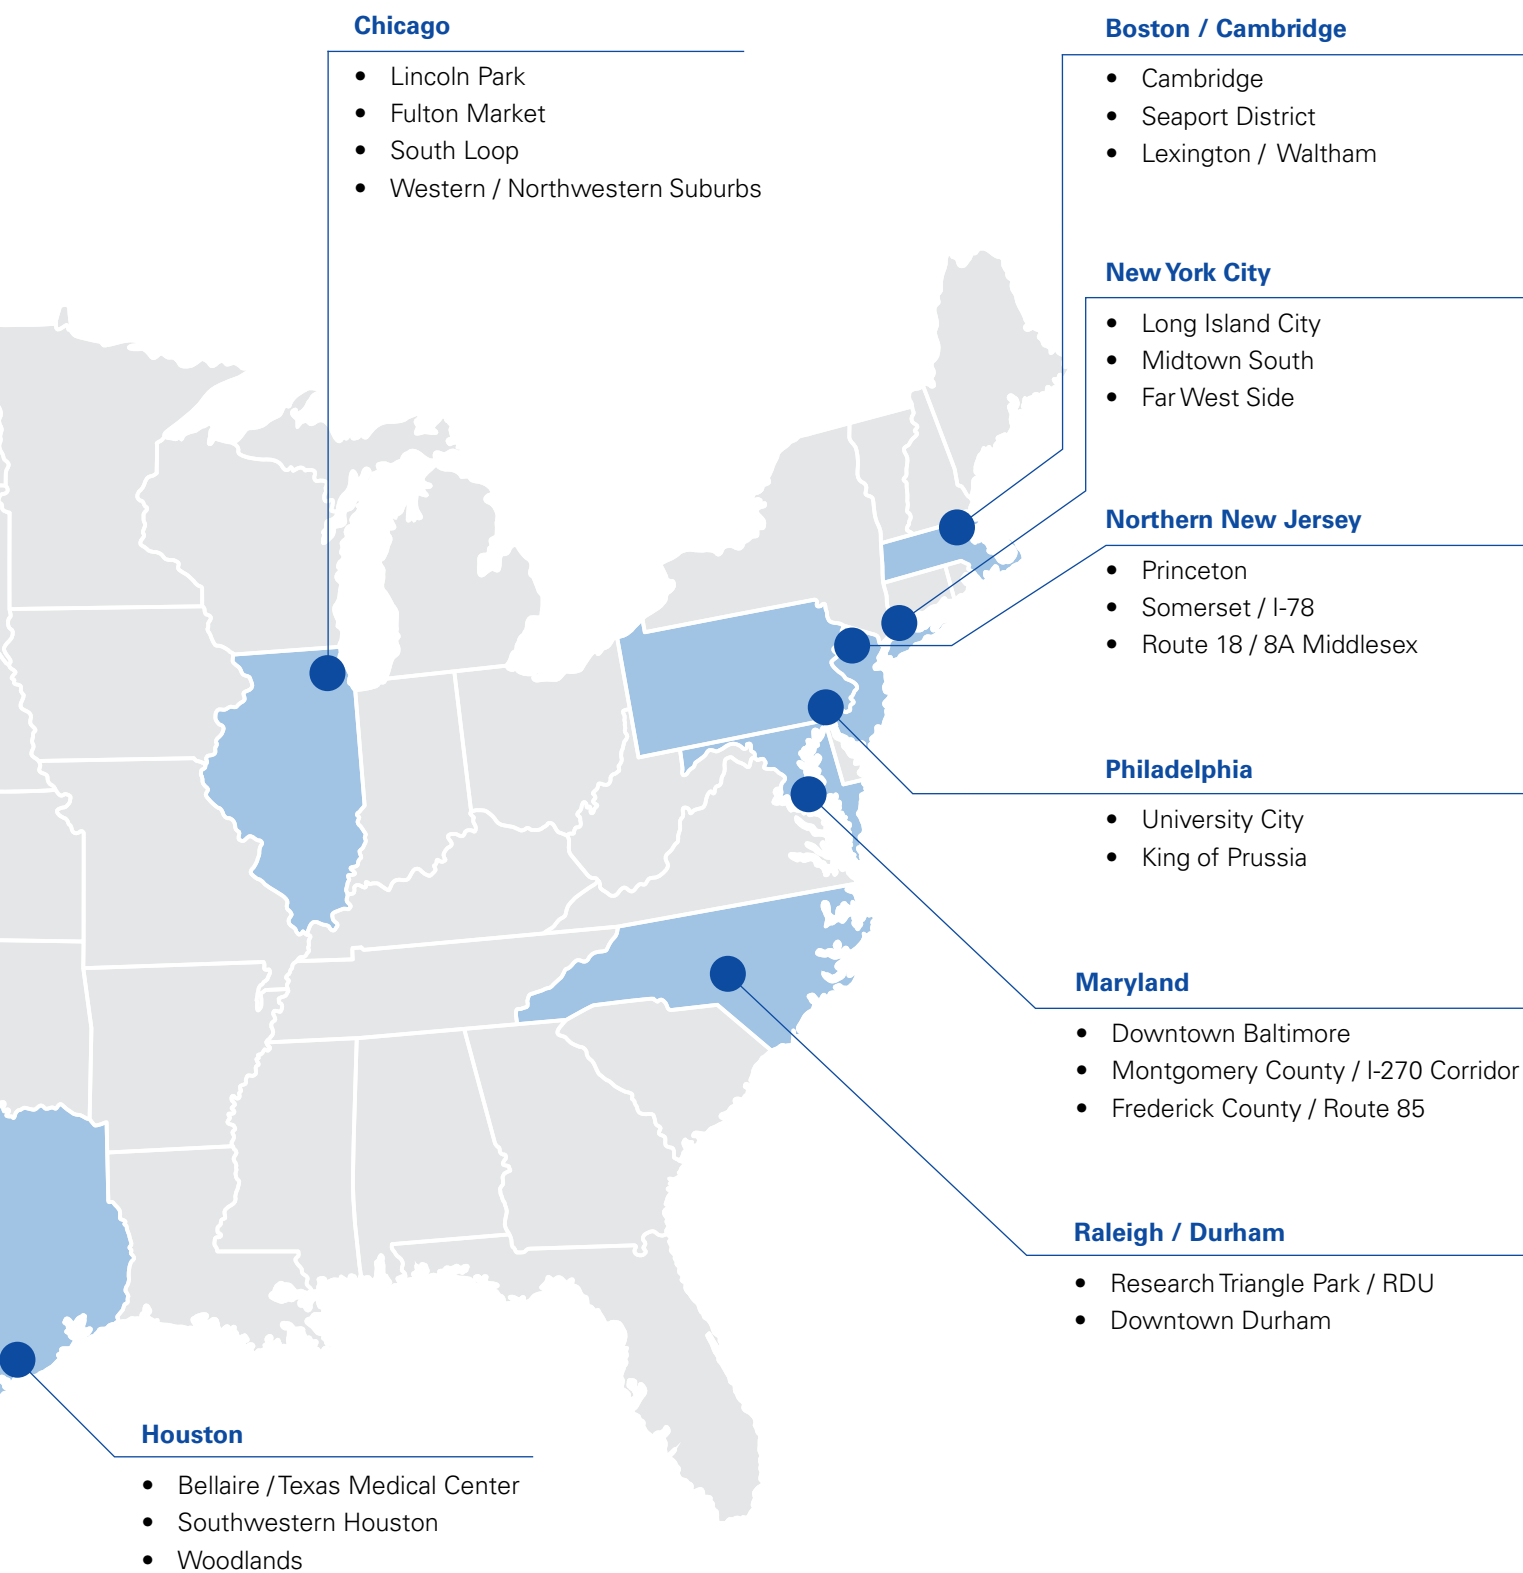 Chicago
• Lincoln Park
• Fulton Market
• South Loop
• Western / Northwestern Suburbs
Boston / Cambridge
• Cambridge
• Seaport District
• Lexington / Waltham
New York City
• Long Island City
• Midtown South
• Far West Side
Northern New Jersey
• Princeton
• Somerset / I-78
• Route 18 / 8A Middlesex
Philadelphia
• University City
• King of Prussia
Maryland
• Downtown Baltimore
• Montgomery County / I-270 Corridor
• Frederick County / Route 85
Raleigh / Durham
• Research Triangle Park / RDU
• Downtown Durham
Houston
• Bellaire / Texas Medical Center
• Southwestern Houston
• Woodlands